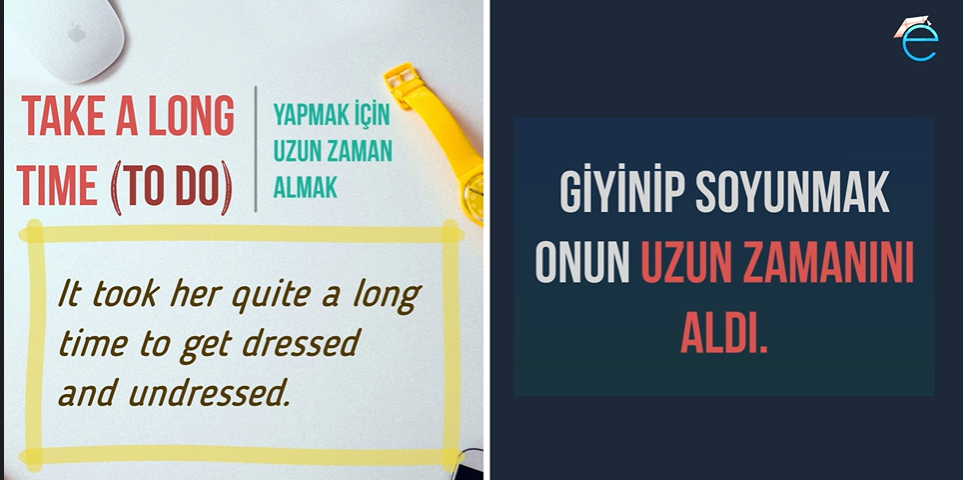 TAKE A LONG
TIME (TO DO)
YAPMAK İÇİN
UZUN ZAMAN
ALMAK
It took her quite a long
time to get dressed
and undressed.
e
GİYİNİP SOYUNMAK
ONUN UZUN ZAMANINI
ALDI.